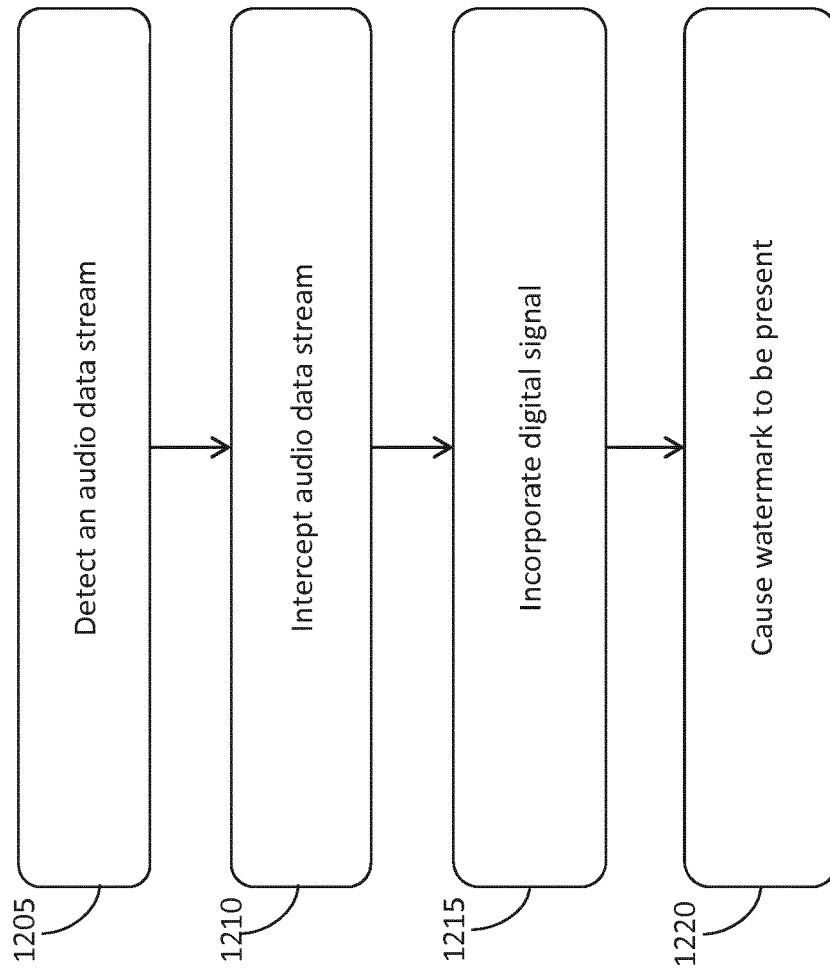 1205
Detect an audio data stream
1210
Intercept audio data stream
1215
Incorporate digital signal
1220
Cause watermark to be present